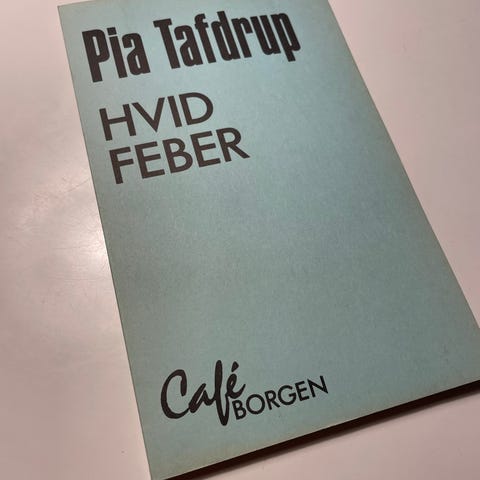 Pia Tafdrup
HVID
FEBER
Café
BORGEN